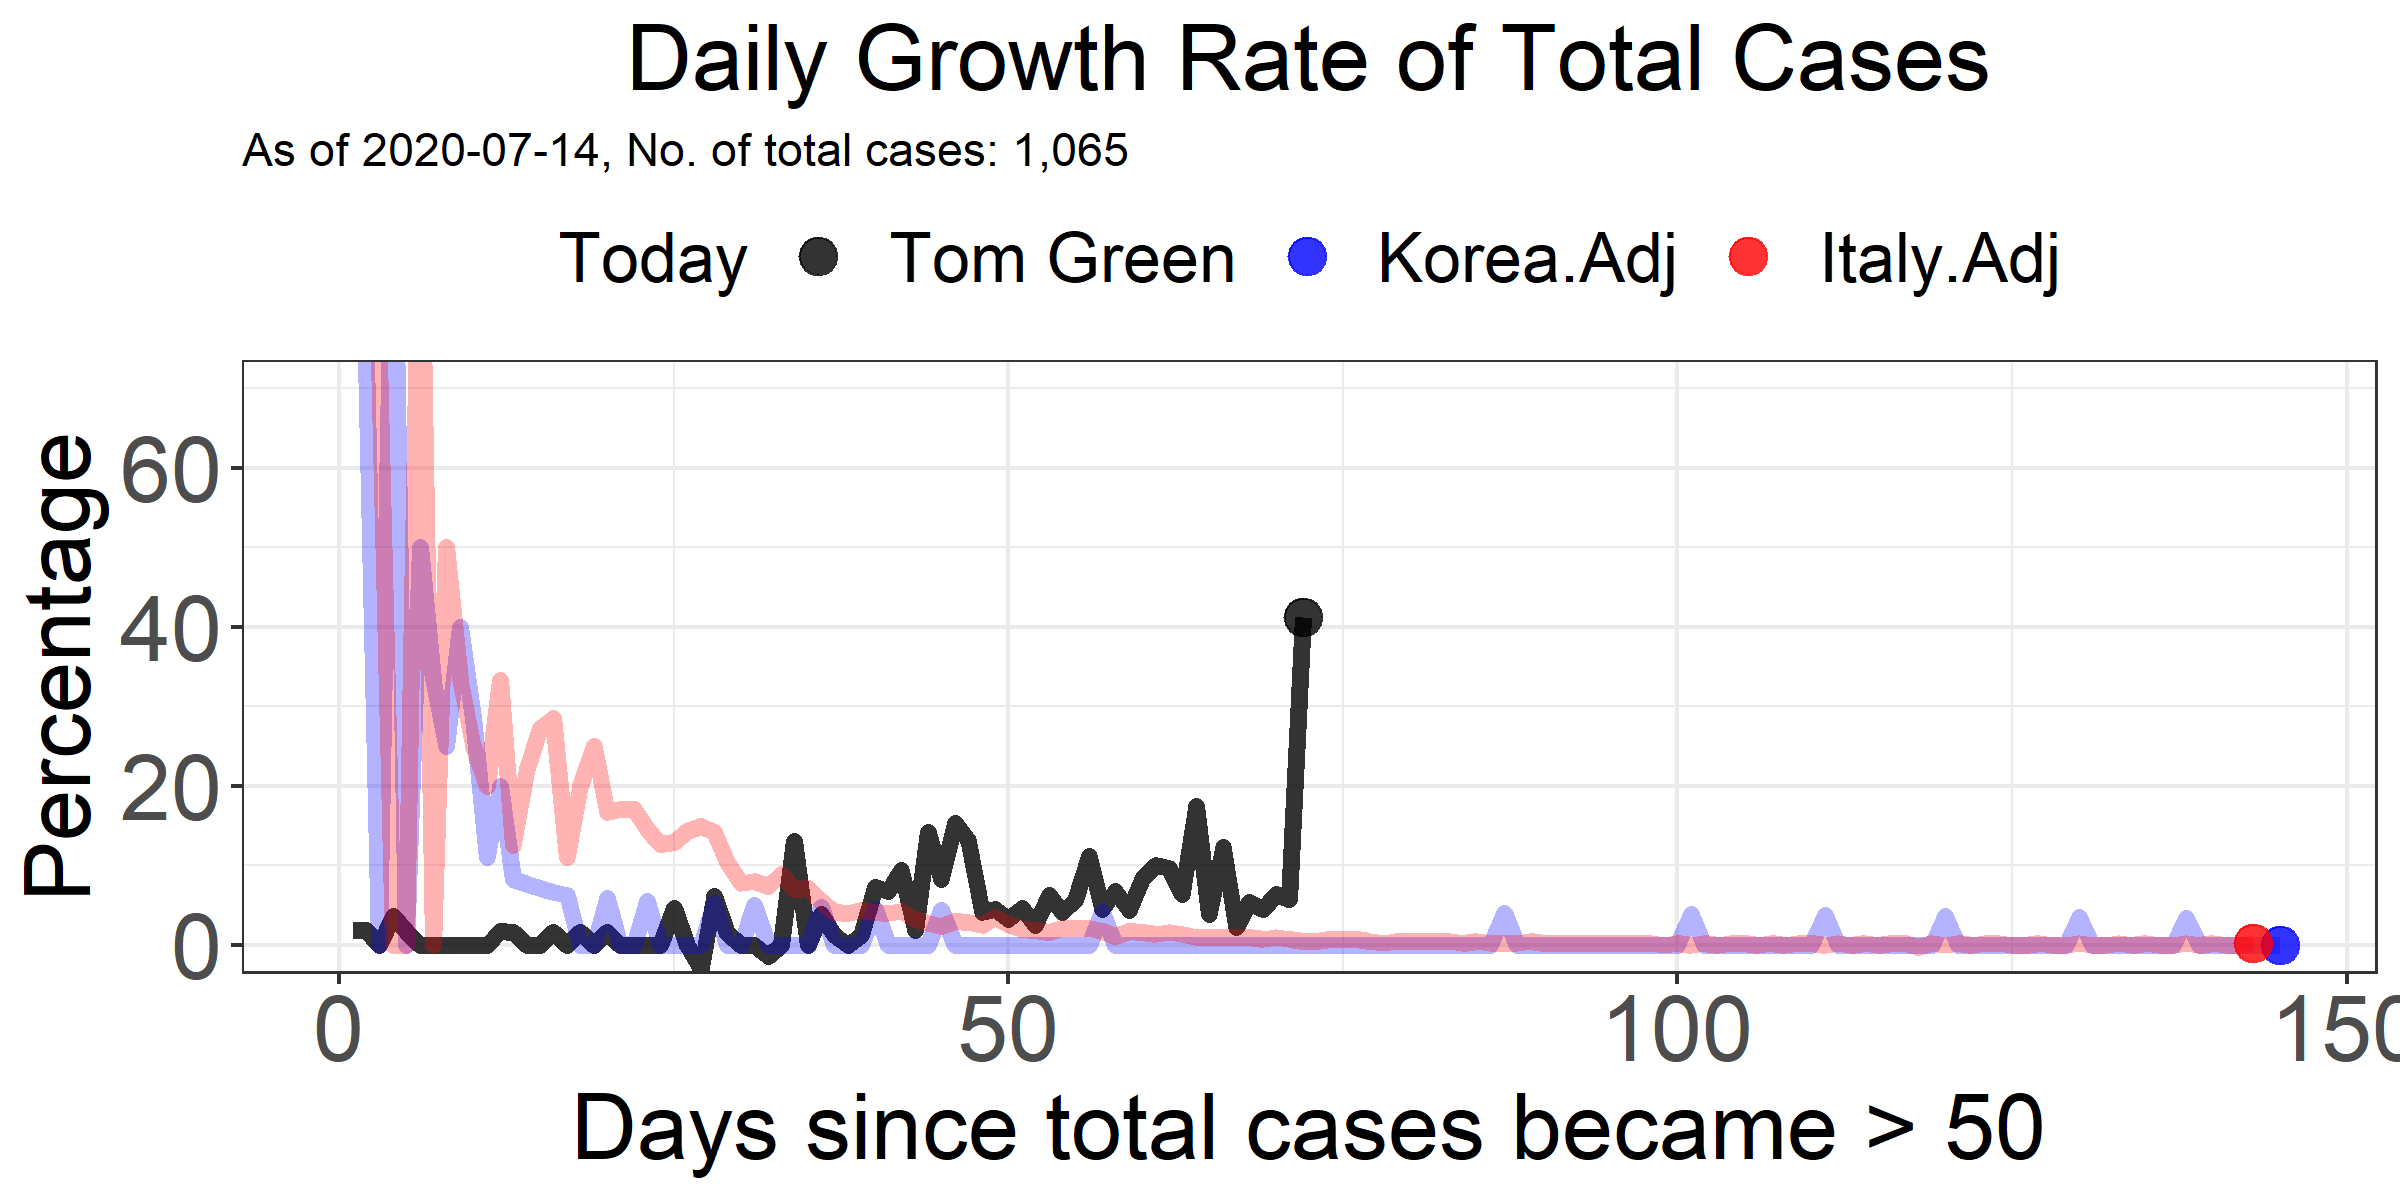 Daily Growth Rate of Total Cases
As of 2020-07-14, No. of total cases: 1,065
Today Tom Green Korea.Adj Italy.Adj
Percentage
60
40
20
0
0 50 100 150
Days since total cases became > 50